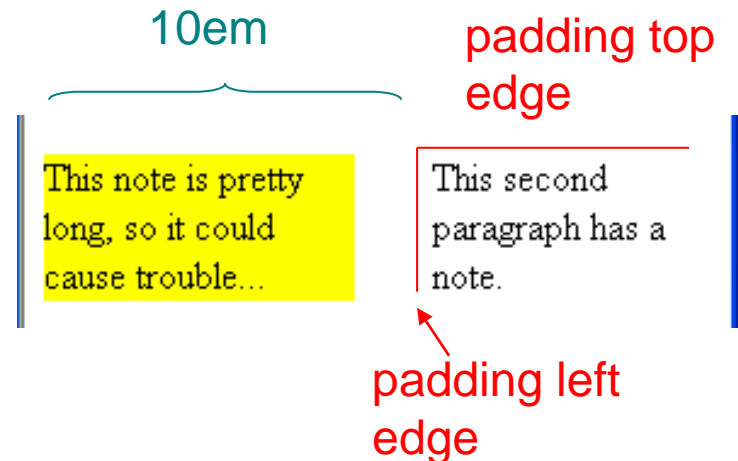 10em
padding top
edge
This note is pretty
long, so it could
cause trouble...
This second
paragraph has a
note.
padding left
edge